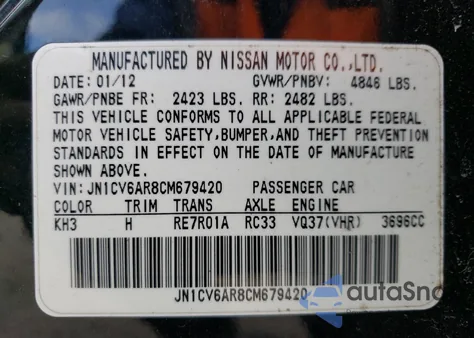 MANUFACTURED BY NISSAN MOTOR CO.,LTD.
DATE: 01/12 GVWR/PNBV: 4846 LBS.
GAWR/PNBE FR: 2423 LBS. RR: 2482 LBS.
THIS VEHICLE CONFORMS TO ALL APPLICABLE FEDERAL
MOTOR VEHICLE SAFETY,BUMPER,AND THEFT PREVENTION
STANDARDS IN EFFECT ON THE DATE OF MANUFACTURE
SHOWN ABOVE.
VIN: JN1CV6AR8CM679420 PASSENGER CAR
COLOR TRIM TRANS AXLE ENGINE
KH3 H RE7R01A RC33 VQ37(VHR) 3696CC
JN1CV6AR8CM679420
autaSna